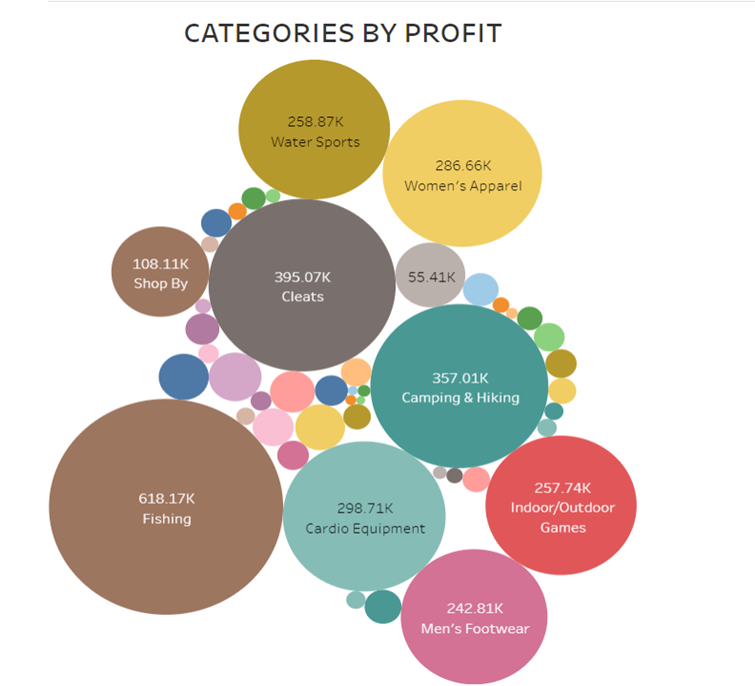 CATEGORIES BY PROFIT
258.87K
Water Sports
286.66K
Women's Apparel
108.11K
Shop By
395.07K
Cleats
55.41K
357.01K
Camping & Hiking
618.17K
Fishing
298.71K
Cardio Equipment
257.74K
Indoor/Outdoor
Games
242.81K
Men's Footwear